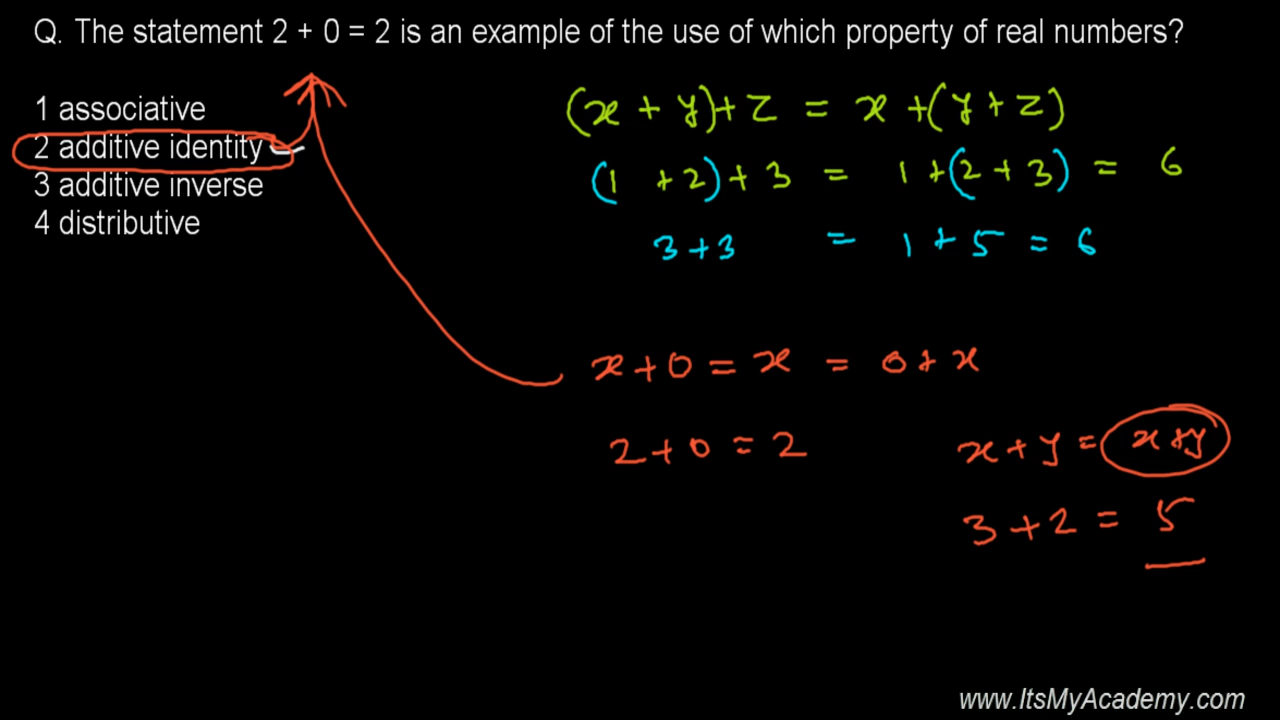 Q. The statement 2 + 0 = 2 is an example of the use of which property of real numbers?
1 associative
2 additive identity
3 additive inverse
4 distributive
(x + y) + z = x + (y + z)
(1 + 2) + 3 = 1 + (2 + 3) = 6
3 + 3 = 1 + 5 = 6
x + 0 = x = 0 + x
2 + 0 = 2
x + y = x + y
3 + 2 = 5
www.ItsMyAcademy.com